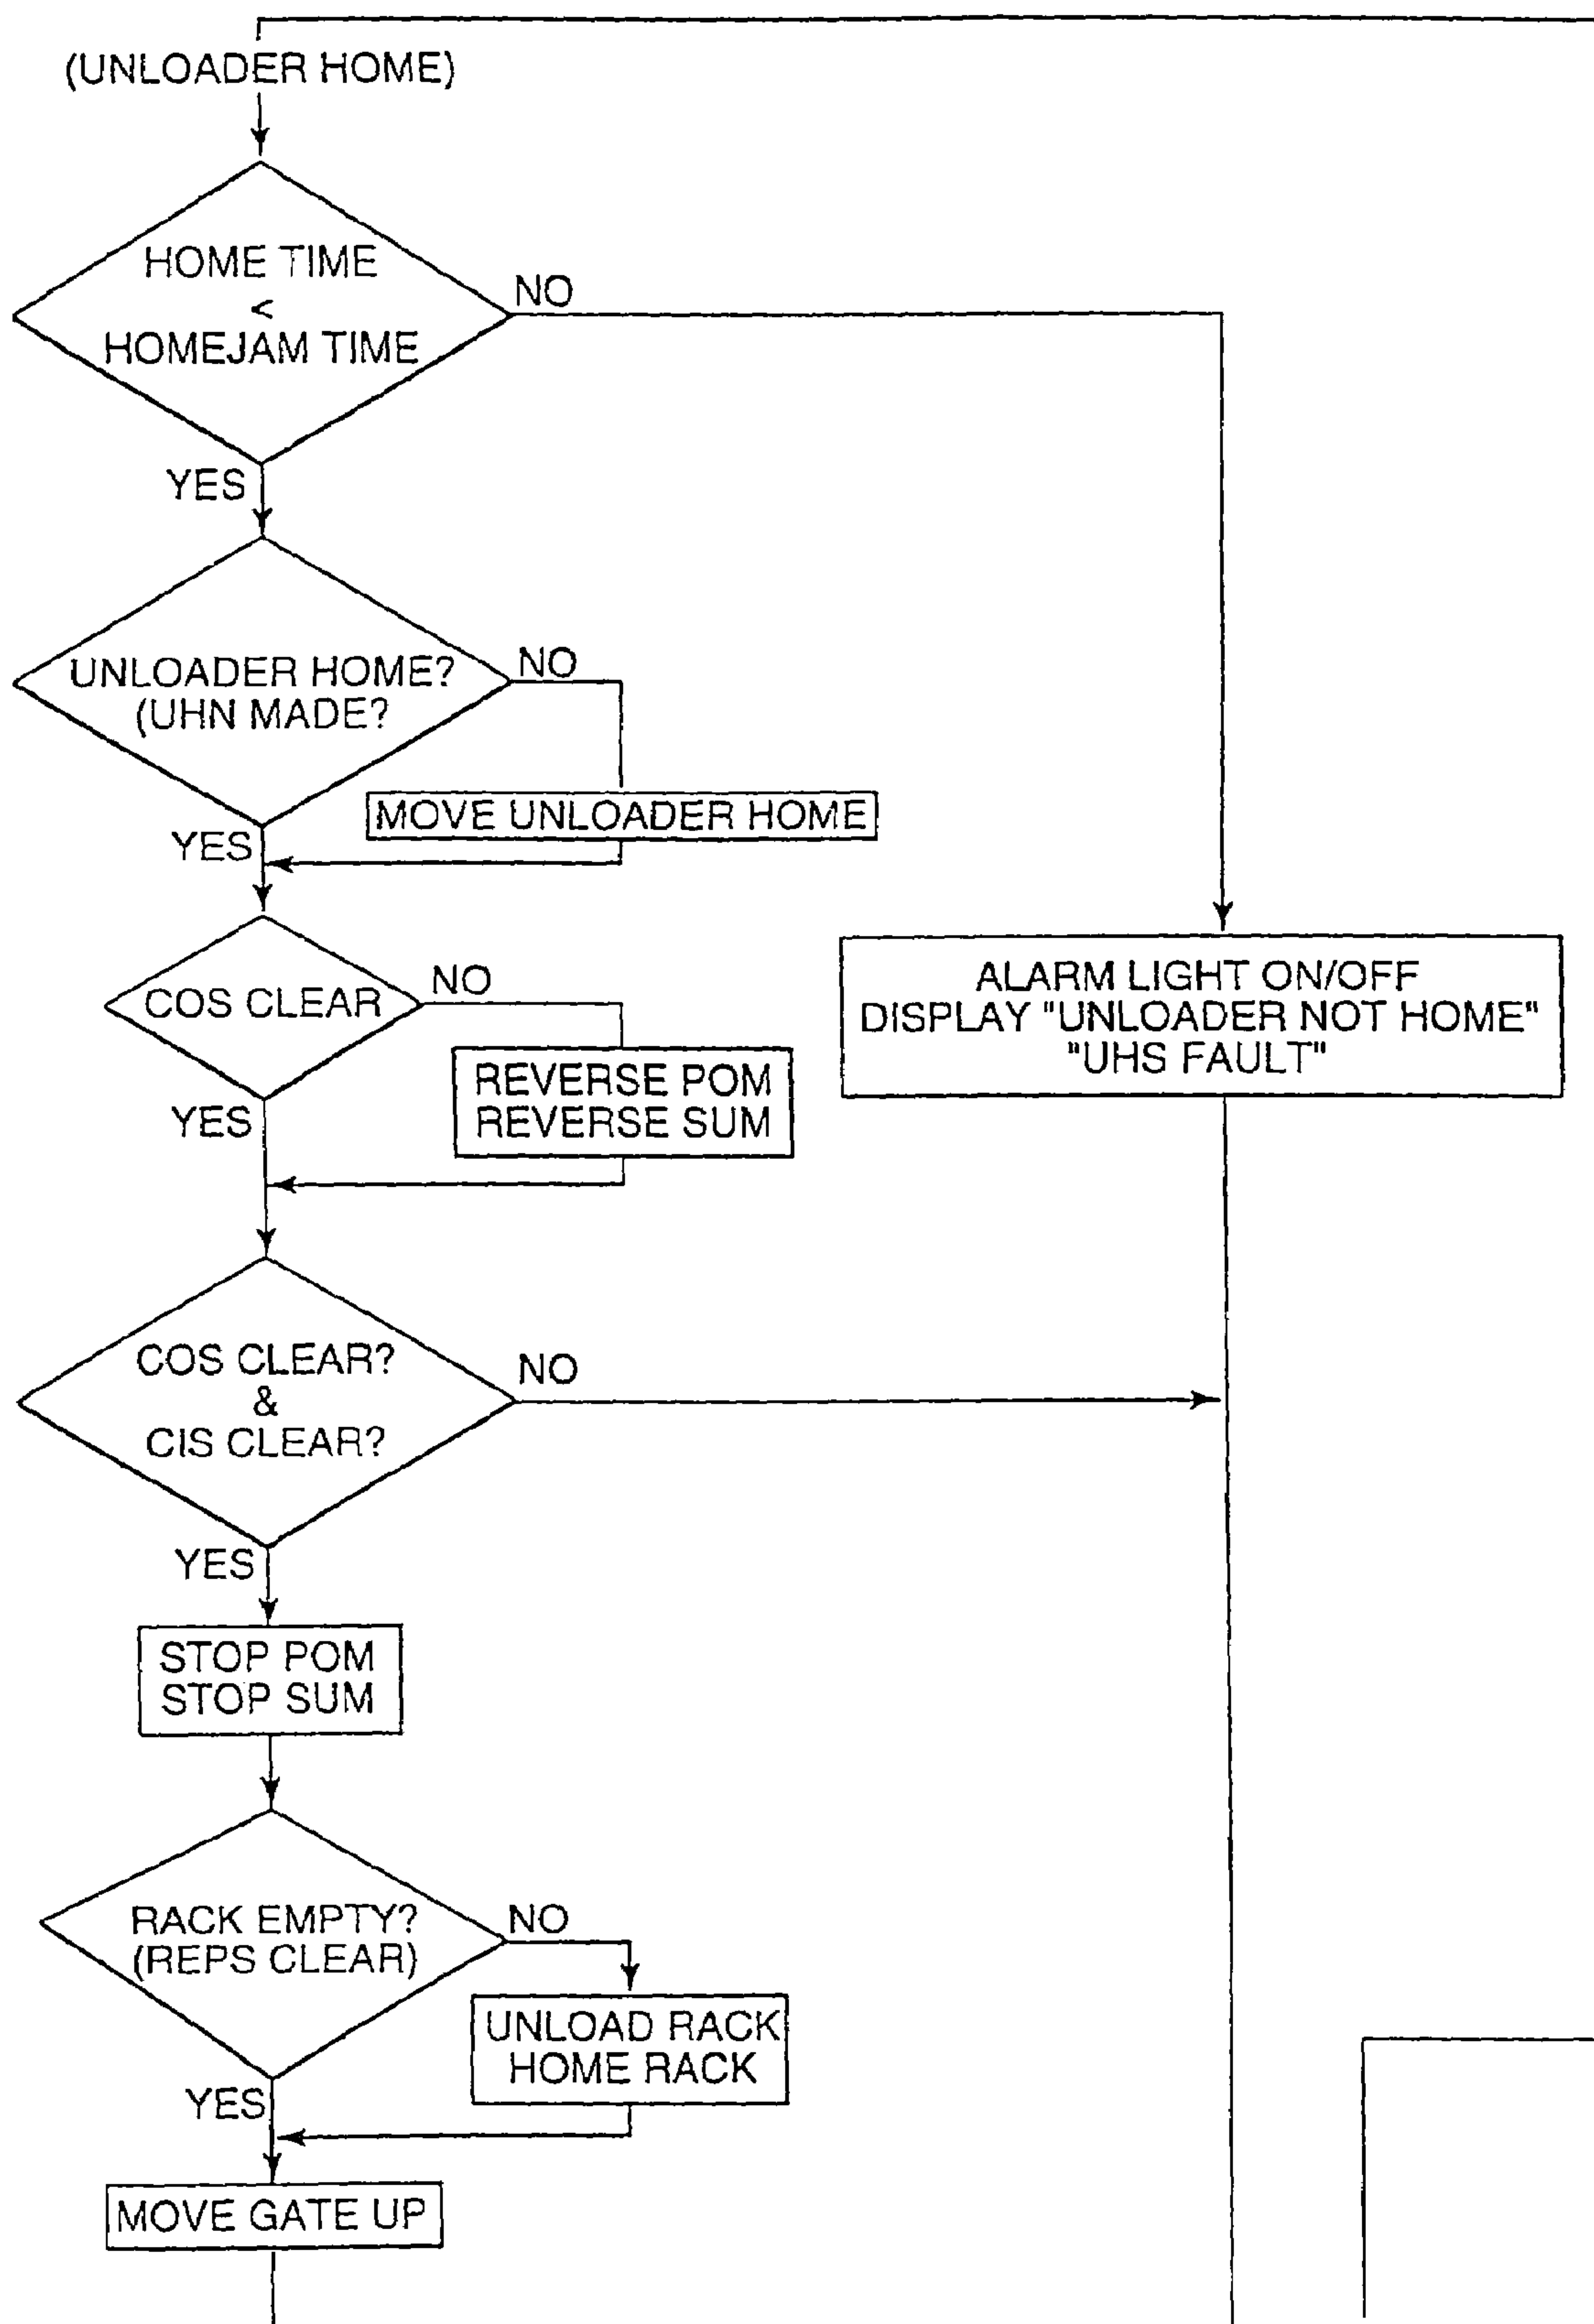 (UNLOADER HOME)
HOME TIME
<
HOMEJAM TIME
NO
YES
UNLOADER HOME?
(UHN MADE?
NO
MOVE UNLOADER HOME
YES
COS CLEAR
NO
REVERSE POM
REVERSE SUM
YES
ALARM LIGHT ON/OFF
DISPLAY "UNLOADER NOT HOME"
"UHS FAULT"
COS CLEAR?
&
CIS CLEAR?
NO
YES
STOP POM
STOP SUM
RACK EMPTY?
(REPS CLEAR)
NO
UNLOAD RACK
HOME RACK
YES
MOVE GATE UP